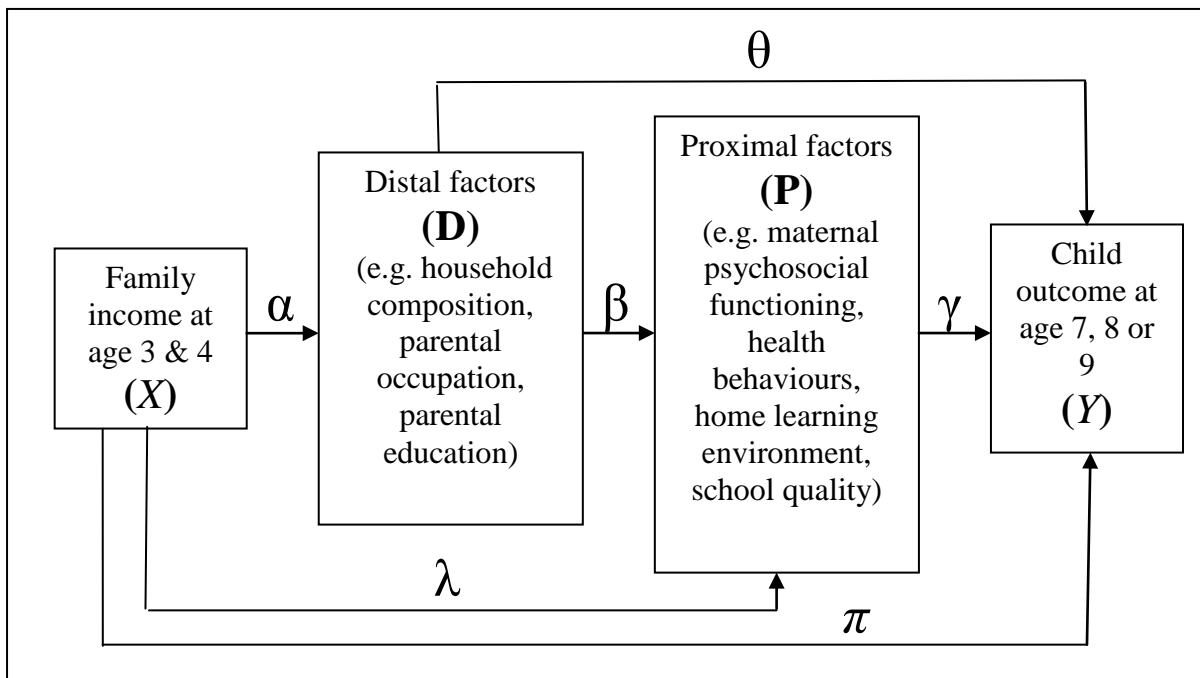 θ
Distal factors
(D)
(e.g. household
composition,
parental
occupation,
parental
education)
Proximal factors
(P)
(e.g. maternal
psychosocial
functioning,
health
behaviours,
home learning
environment,
school quality)
Family
income at
age 3 & 4
(X)
α
β
γ
Child
outcome at
age 7, 8 or
9
(Y)
λ
π